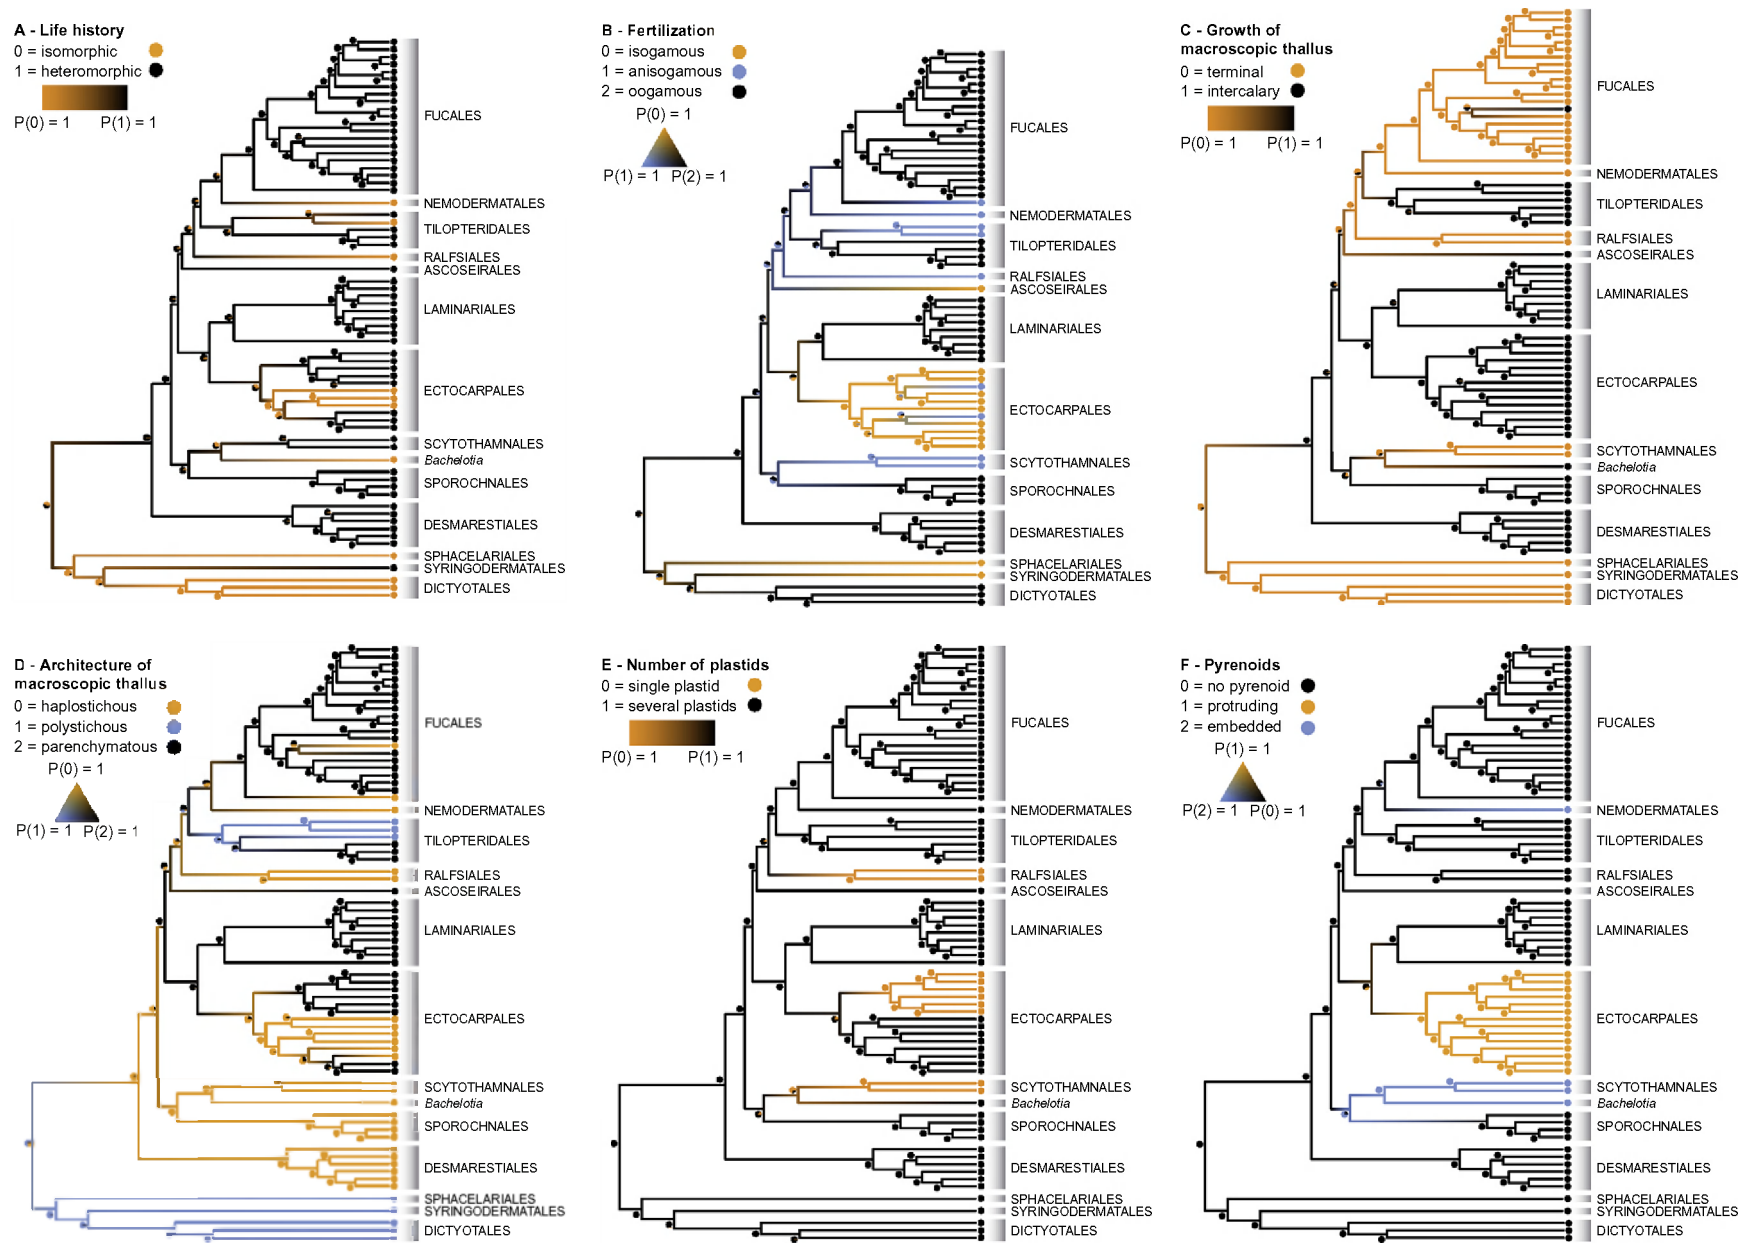 A - Life history
0 = isomorphic
1 = heteromorphic
P(0) = 1 P(1) = 1
FUCALES
NEMODERMATALES
TILOPTERIDALES
RALFSIALES
ASCOSEIRALES
LAMINARIALES
ECTOCARPALES
SCYTOTHAMNALES
Bachelotia
SPOROCHNALES
DESMARESTIALES
SPHACELARIALES
SYRINGODERMATALES
DICTYOTALES
B - Fertilization
0 = isogamous
1 = anisogamous
2 = oogamous
P(0) = 1
P(1) = 1 P(2) = 1
FUCALES
NEMODERMATALES
TILOPTERIDALES
RALFSIALES
ASCOSEIRALES
LAMINARIALES
ECTOCARPALES
SCYTOTHAMNALES
SPOROCHNALES
DESMARESTIALES
SPHACELARIALES
SYRINGODERMATALES
DICTYOTALES
C - Growth of
macroscopic thallus
0 = terminal
1 = intercalary
P(0) = 1 P(1) = 1
FUCALES
NEMODERMATALES
TILOPTERIDALES
RALFSIALES
ASCOSEIRALES
LAMINARIALES
ECTOCARPALES
SCYTOTHAMNALES
Bachelotia
SPOROCHNALES
DESMARESTIALES
SPHACELARIALES
SYRINGODERMATALES
DICTYOTALES
D - Architecture of
macroscopic thallus
0 = haplostichous
1 = polystichous
2 = parenchymatous
P(0) = 1
P(1) = 1 P(2) = 1
FUCALES
NEMODERMATALES
TILOPTERIDALES
RALFSIALES
ASCOSEIRALES
LAMINARIALES
ECTOCARPALES
SCYTOTHAMNALES
Bachelotia
SPOROCHNALES
DESMARESTIALES
SPHACELARIALES
SYRINGODERMATALES
DICTYOTALES
E - Number of plastids
0 = single plastid
1 = several plastids
P(0) = 1 P(1) = 1
FUCALES
NEMODERMATALES
TILOPTERIDALES
RALFSIALES
ASCOSEIRALES
LAMINARIALES
ECTOCARPALES
SCYTOTHAMNALES
Bachelotia
SPOROCHNALES
DESMARESTIALES
SPHACELARIALES
SYRINGODERMATALES
DICTYOTALES
F - Pyrenoids
0 = no pyrenoid
1 = protruding
2 = embedded
P(1) = 1
P(2) = 1 P(0) = 1
FUCALES
NEMODERMATALES
TILOPTERIDALES
RALFSIALES
ASCOSEIRALES
LAMINARIALES
ECTOCARPALES
SCYTOTHAMNALES
Bachelotia
SPOROCHNALES
DESMARESTIALES
SPHACELARIALES
SYRINGODERMATALES
DICTYOTALES